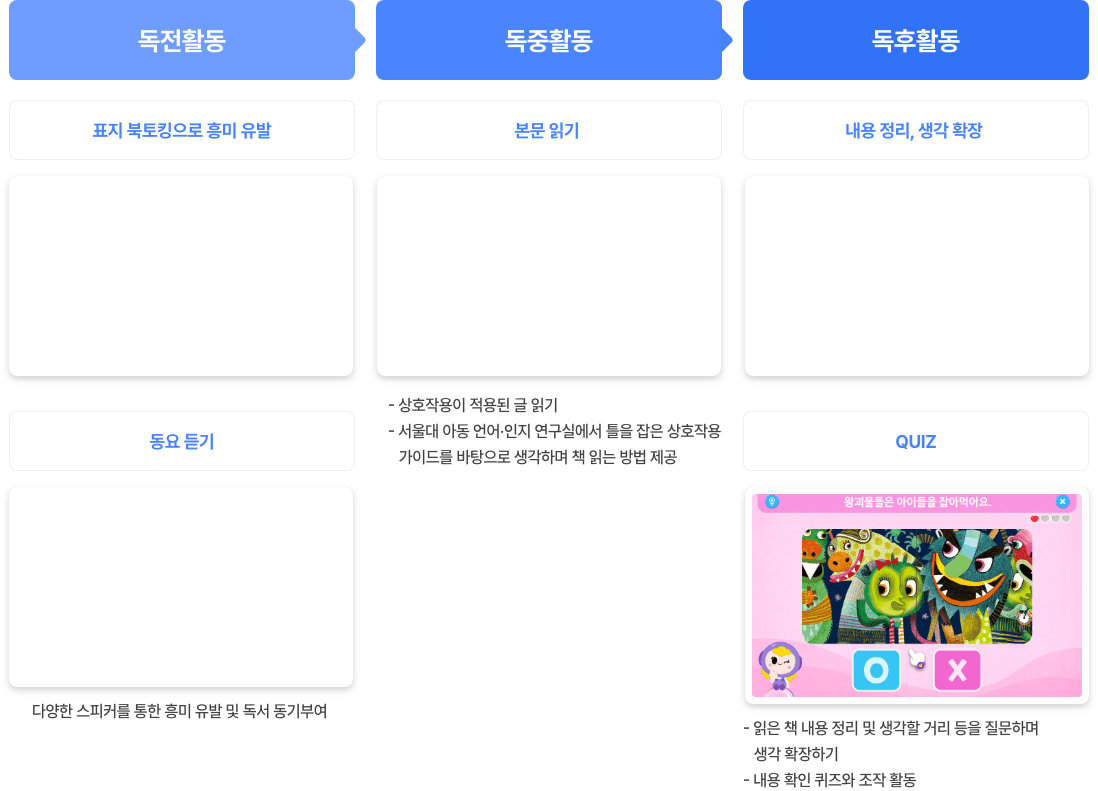 독전활동
독중활동
독후활동
표지 북토킹으로 흥미 유발
본문 읽기
내용 정리, 생각 확장
- 상호작용이 적용된 글 읽기
- 서울대 아동 언어·인지 연구실에서 틀을 잡은 상호작용
가이드를 바탕으로 생각하며 책 읽는 방법 제공
동요 듣기
QUIZ
왕괴물들은 아이들을 잡아먹어요.
O X
다양한 스피커를 통한 흥미 유발 및 독서 동기부여
- 읽은 책 내용 정리 및 생각할 거리 등을 질문하며
생각 확장하기
- 내용 확인 퀴즈와 조작 활동